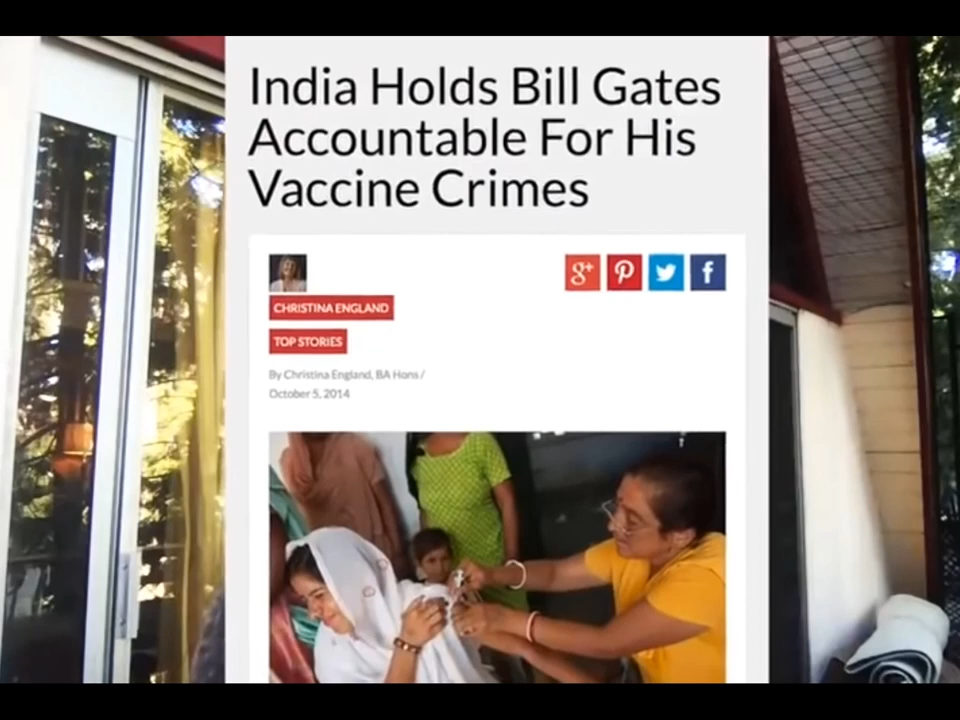 India Holds Bill Gates
Accountable For His
Vaccine Crimes
g+
CHRISTINA ENGLAND
TOP STORIES
By Christina England, BA Hons /
October 5, 2014